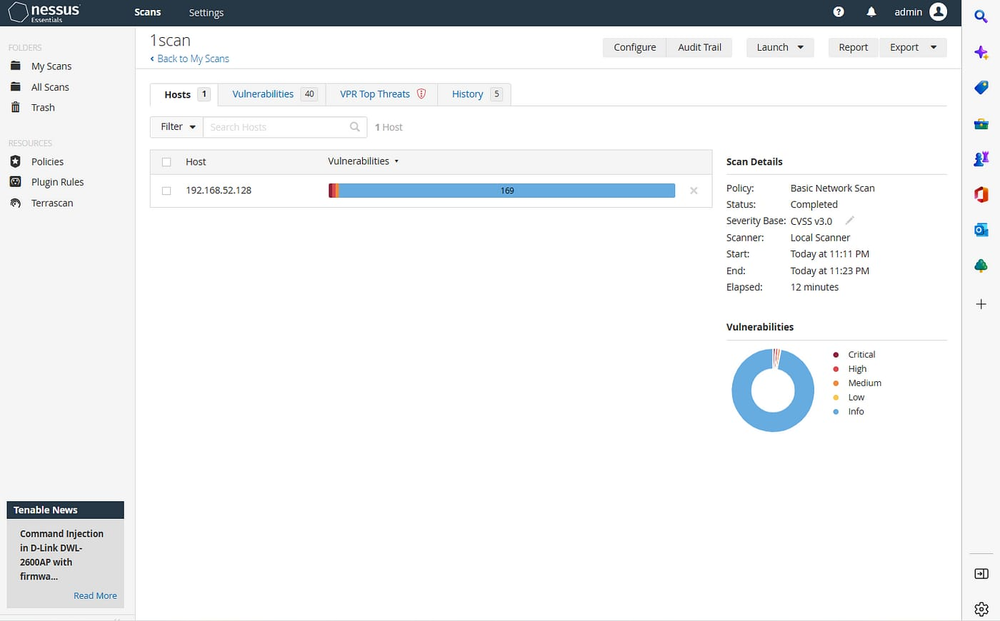 nessus
Essentials
Scans
Settings
admin
FOLDERS
My Scans
All Scans
Trash
RESOURCES
Policies
Plugin Rules
Terrascan
Tenable News
Command Injection
in D-Link DWL-
2600AP with
firmwa...
Read More
1scan
Back to My Scans
Configure
Audit Trail
Launch
Report
Export
Hosts 1
Vulnerabilities 40
VPR Top Threats
History 5
Filter
Search Hosts
1 Host
Host
Vulnerabilities
192.168.52.128
169
Scan Details
Policy: Basic Network Scan
Status: Completed
Severity Base: CVSS v3.0
Scanner: Local Scanner
Start: Today at 11:11 PM
End: Today at 11:23 PM
Elapsed: 12 minutes
Vulnerabilities
Critical
High
Medium
Low
Info